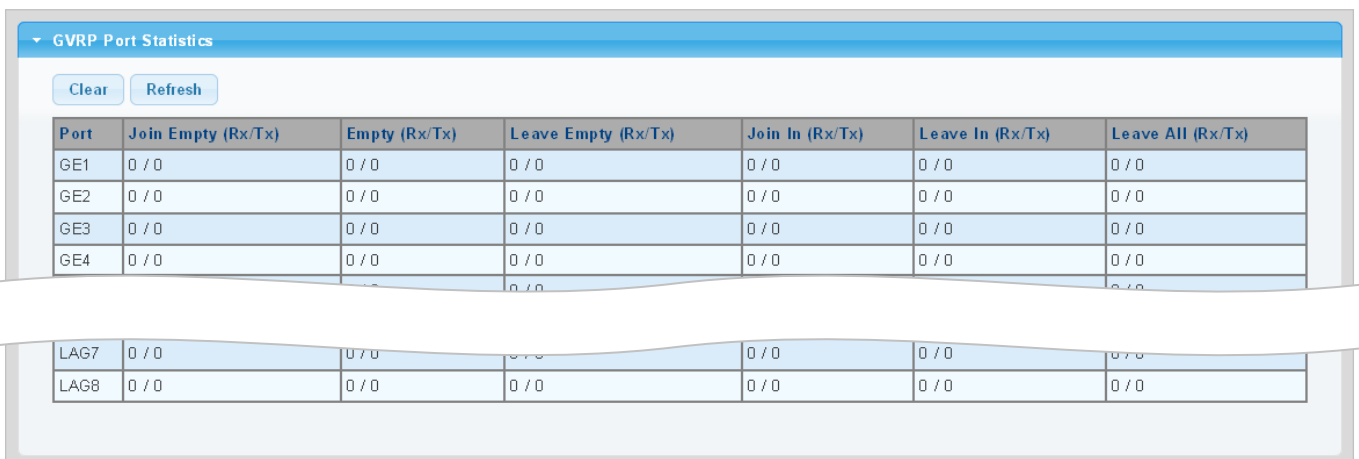 GVRP Port Statistics
Clear Refresh
Port Join Empty (Rx/Tx) Empty (Rx/Tx) Leave Empty (Rx/Tx) Join In (Rx/Tx) Leave In (Rx/Tx) Leave All (Rx/Tx)
GE1 0 / 0 0 / 0 0 / 0 0 / 0 0 / 0 0 / 0
GE2 0 / 0 0 / 0 0 / 0 0 / 0 0 / 0 0 / 0
GE3 0 / 0 0 / 0 0 / 0 0 / 0 0 / 0 0 / 0
GE4 0 / 0 0 / 0 0 / 0 0 / 0 0 / 0 0 / 0
LAG7 0 / 0 0 / 0 0 / 0 0 / 0
LAG8 0 / 0 0 / 0 0 / 0 0 / 0 0 / 0 0 / 0